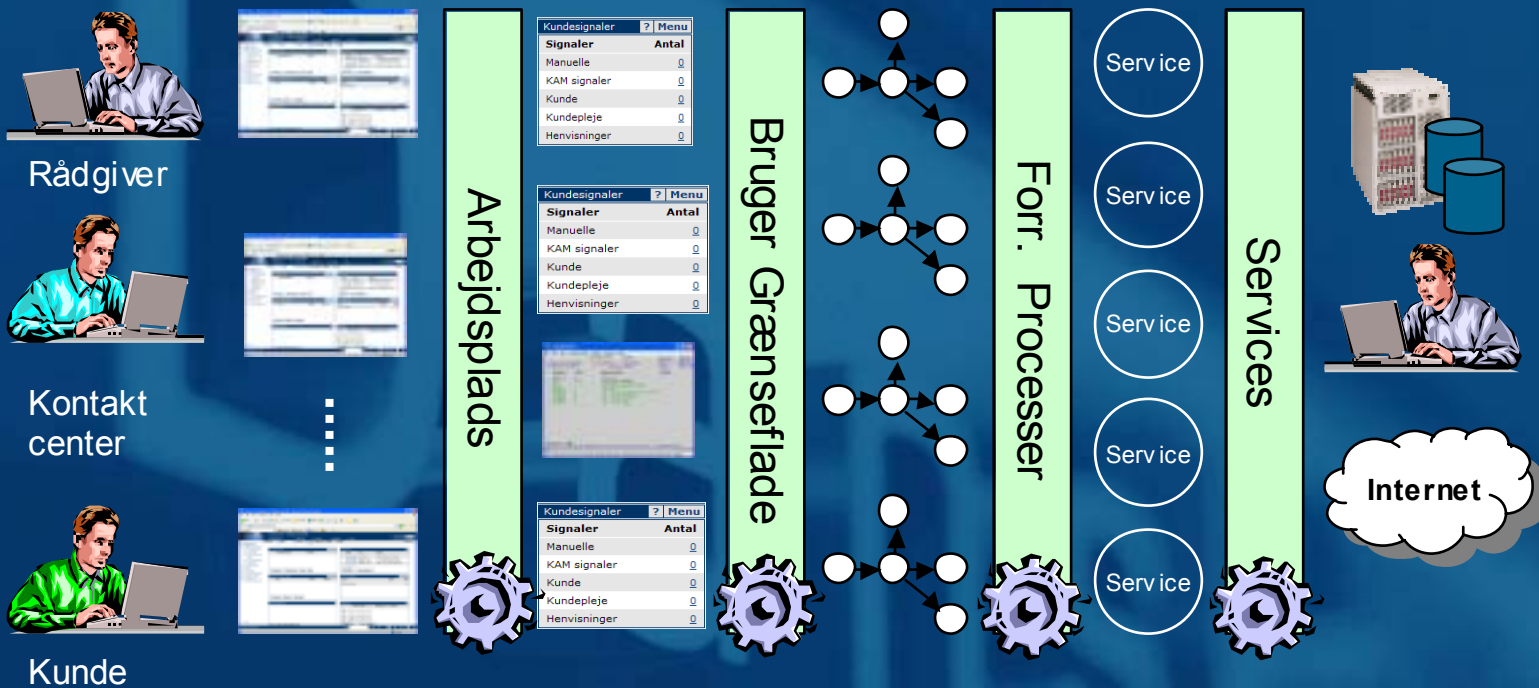 Rådgiver
Kontakt
center
Kunde
Arbejdsplads
Kundesignaler ? Menu
Signaler Antal
Manuelle 0
KAM signaler 0
Kunde 0
Kundepleje 0
Henvisninger 0
Kundesignaler ? Menu
Signaler Antal
Manuelle 0
KAM signaler 0
Kunde 0
Kundepleje 0
Henvisninger 0
Kundesignaler ? Menu
Signaler Antal
Manuelle 0
KAM signaler 0
Kunde 0
Kundepleje 0
Henvisninger 0
Bruger Grænseflade
Forr. Processer
Service
Service
Service
Service
Service
Services
Internet